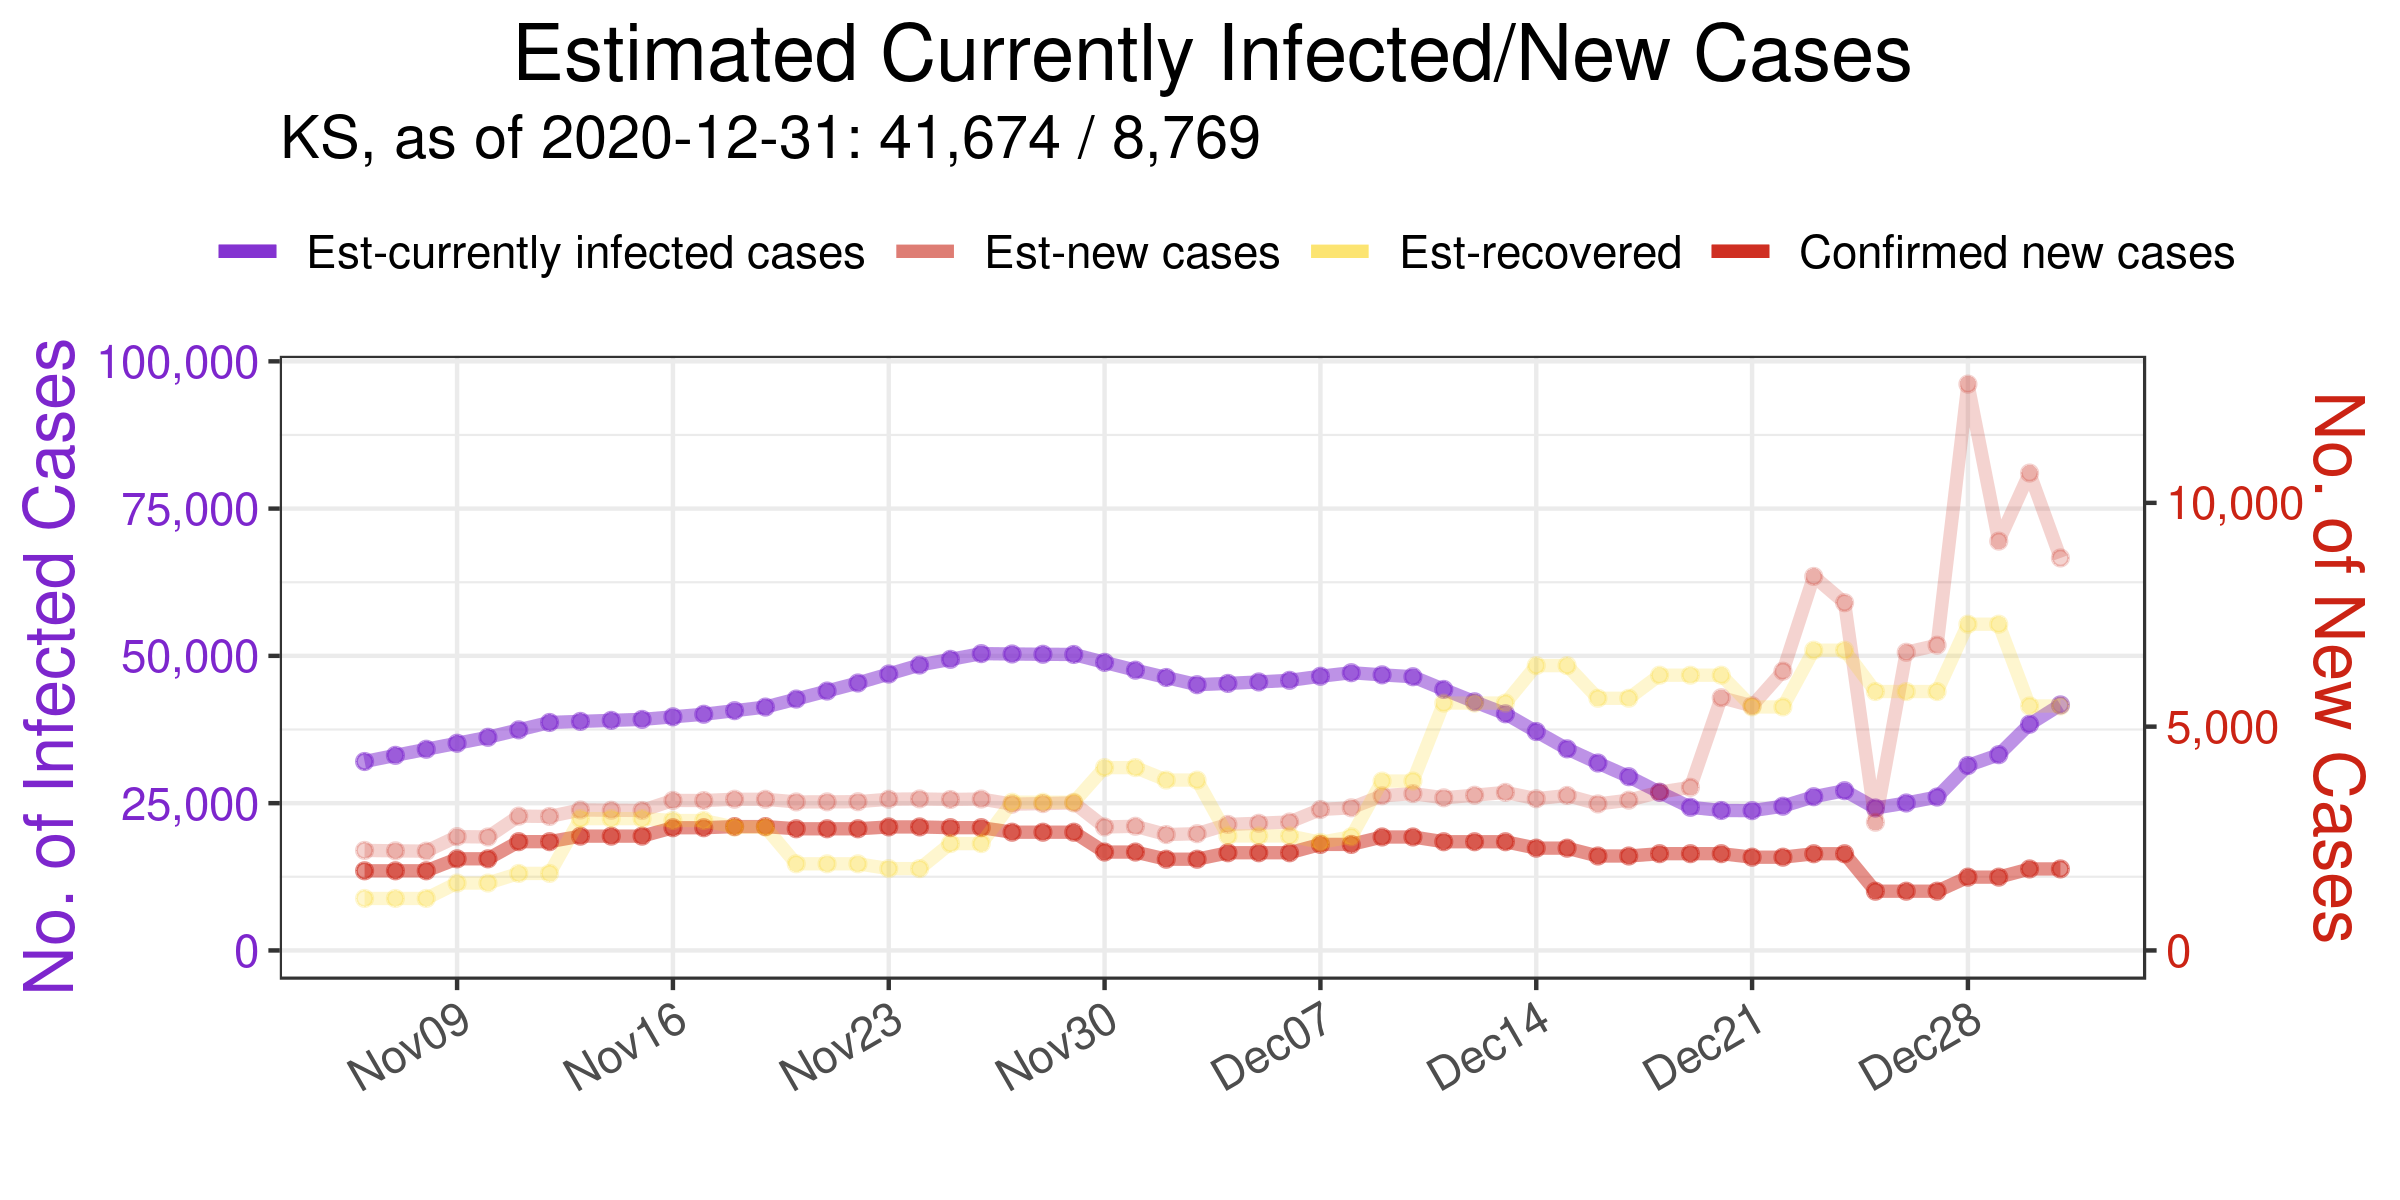 Estimated Currently Infected/New Cases
KS, as of 2020-12-31: 41,674 / 8,769
Est-currently infected cases Est-new cases Est-recovered Confirmed new cases
No. of Infected Cases
100,000
75,000
50,000
25,000
0
10,000
5,000
0
No. of New Cases
Nov09 Nov16 Nov23 Nov30 Dec07 Dec14 Dec21 Dec28